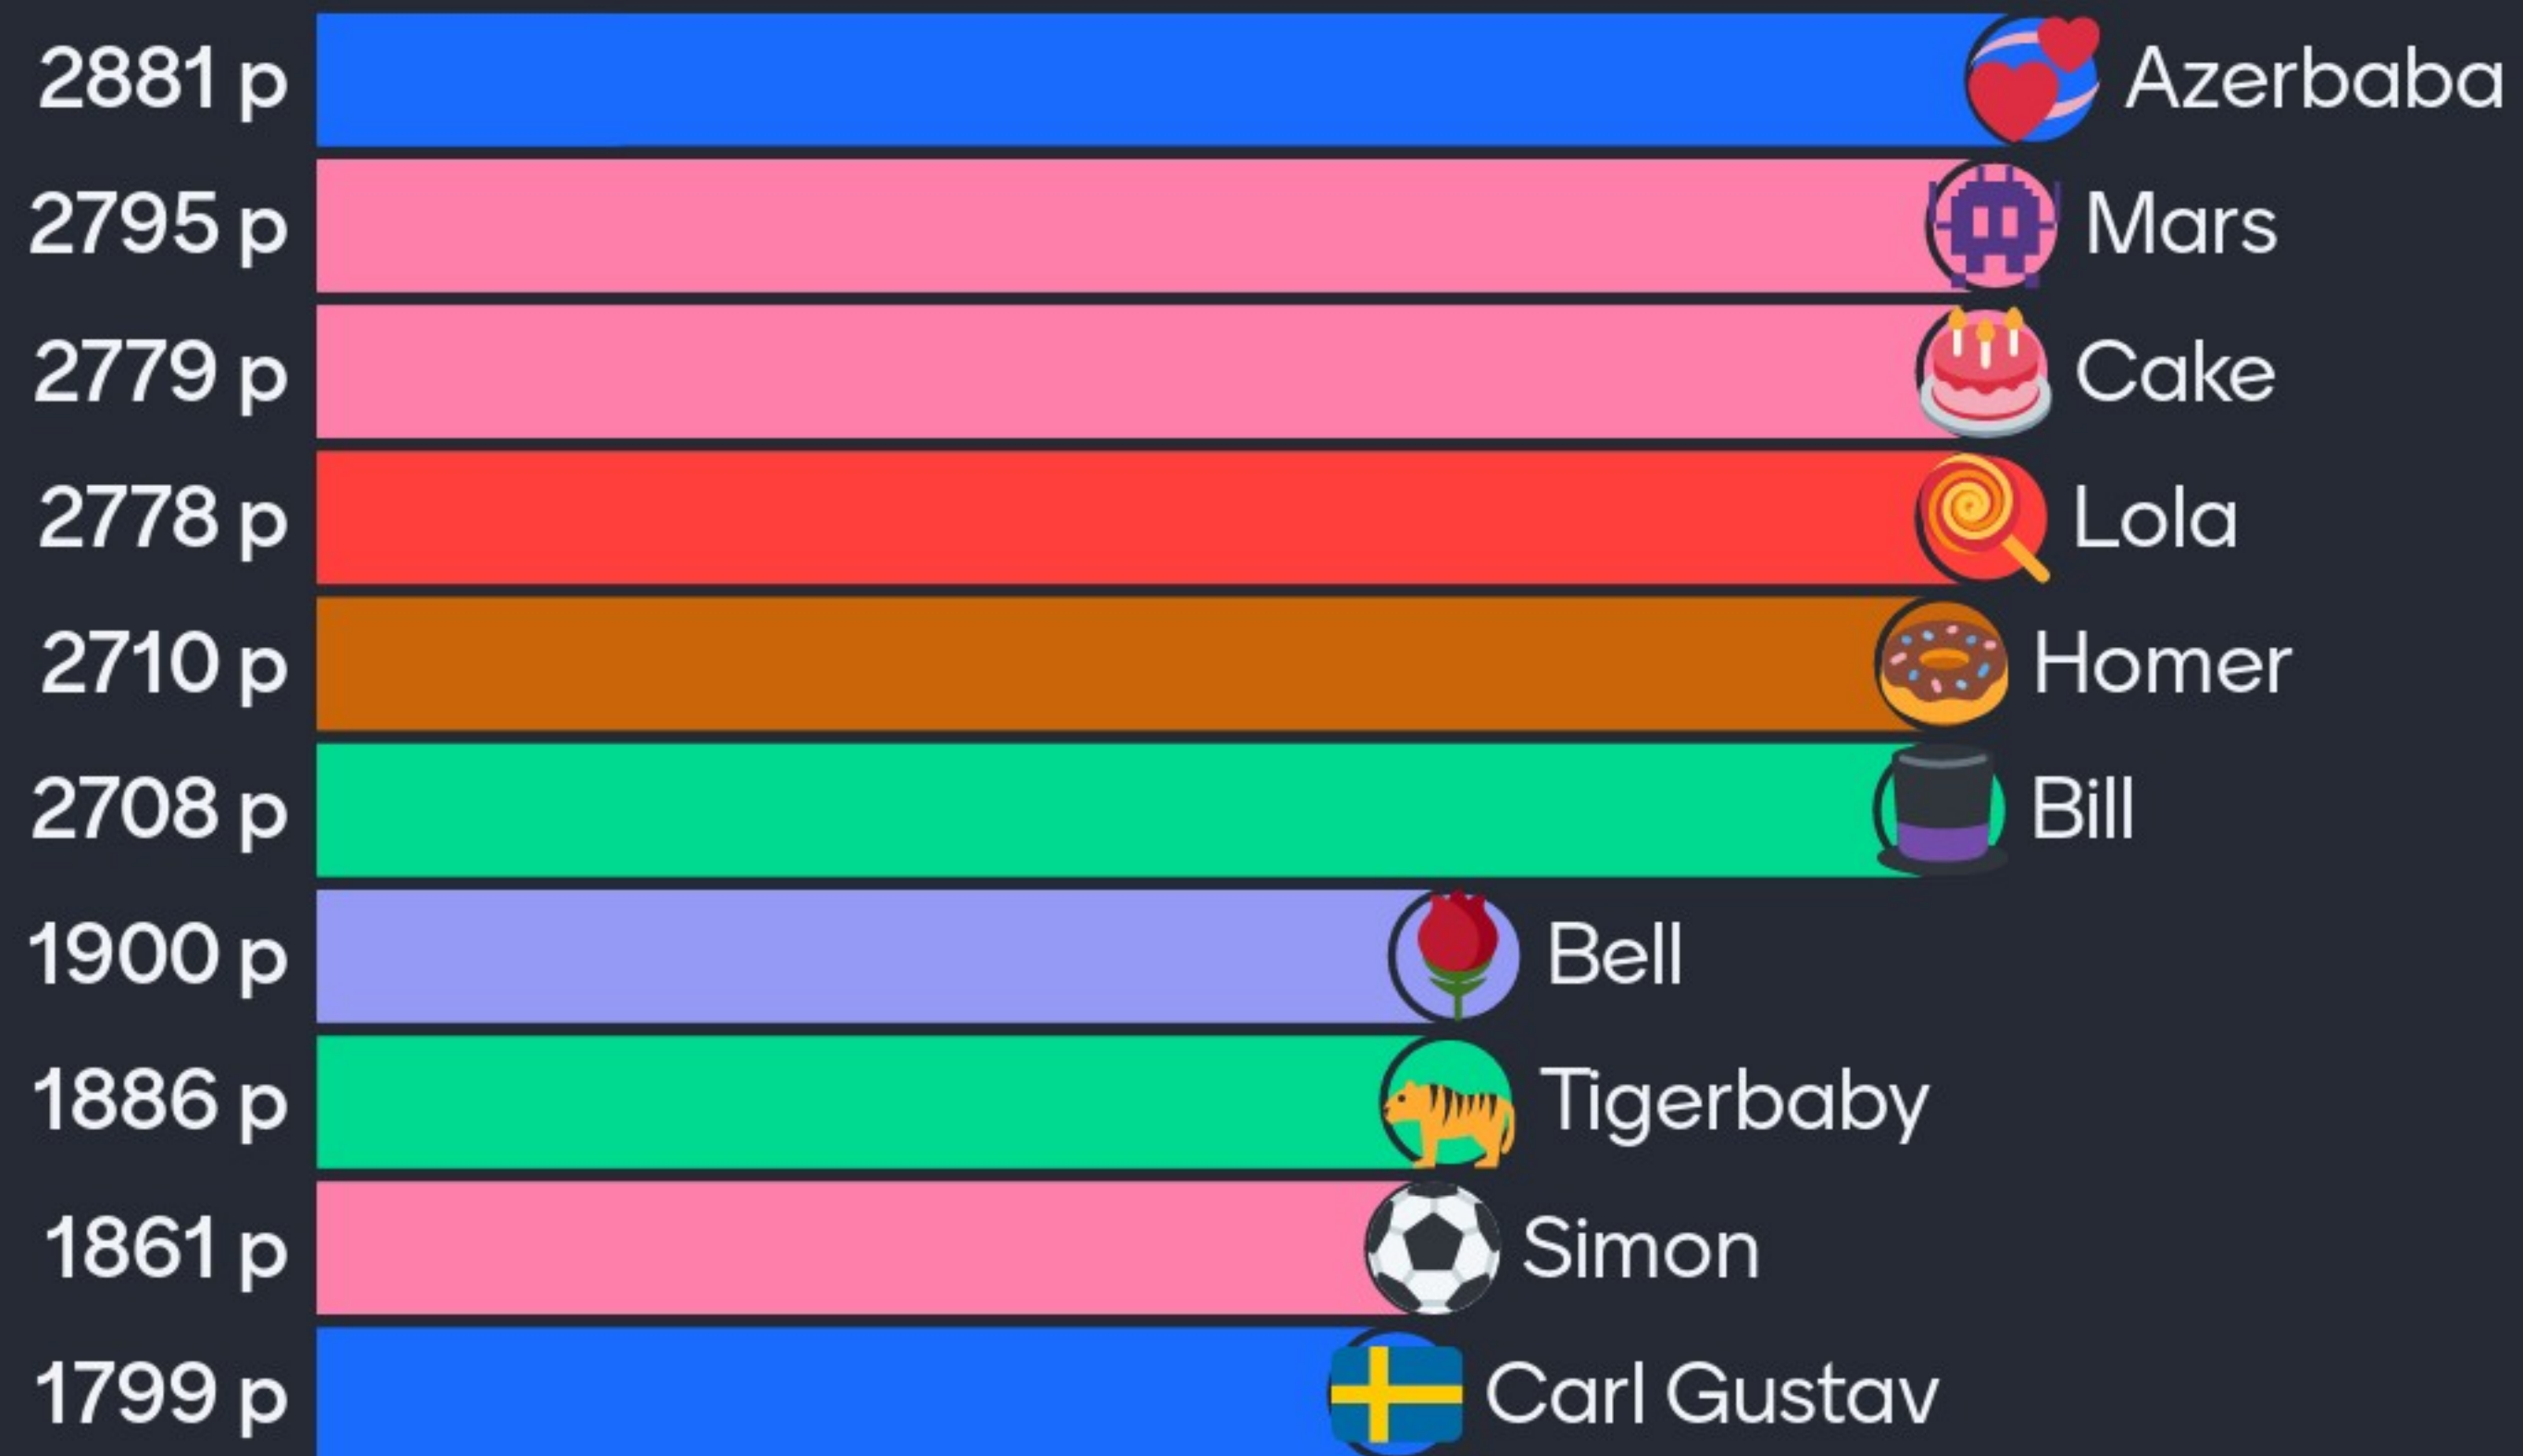 2881 p Azerbaba
2795 p Mars
2779 p Cake
2778 p Lola
2710 p Homer
2708 p Bill
1900 p Bell
1886 p Tigerbaby
1861 p Simon
1799 p Carl Gustav